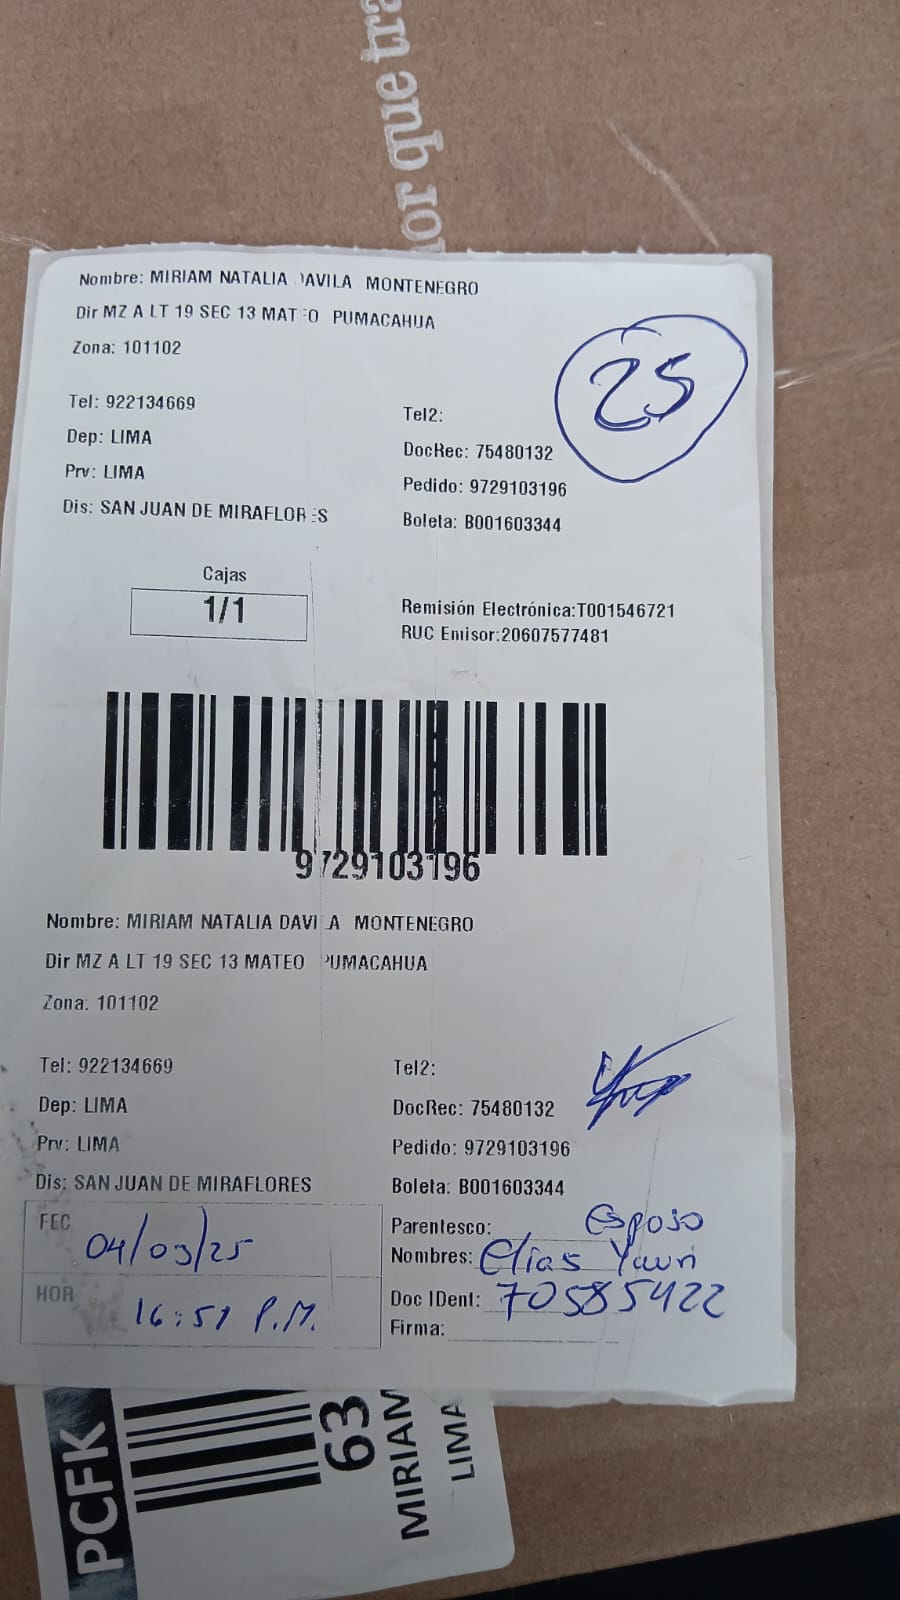 or que tra
Nombre: MIRIAM NATALIA DAVILA MONTENEGRO
Dir MZ A LT 19 SEC 13 MATEO PUMACAHUA
Zona: 101102
25
Tel: 922134669
Tel2:
Dep: LIMA
DocRec: 75480132
Prv: LIMA
Pedido: 9729103196
Dis: SAN JUAN DE MIRAFLORES
Boleta: B001603344
Cajas
1/1
Remisión Electrónica:T001546721
RUC Emisor:20607577481
9729103196
Nombre: MIRIAM NATALIA DAVILA MONTENEGRO
Dir MZ A LT 19 SEC 13 MATEO PUMACAHUA
Zona: 101102
Tel: 922134669
Tel2:
Dep: LIMA
DocRec: 75480132
Prv: LIMA
Pedido: 9729103196
Dis: SAN JUAN DE MIRAFLORES
Boleta: B001603344
FEC 04/03/25
Parentesco: Esposo
Nombres: Elias Yauri
HOR 16:51 P.M.
Doc IDent: 70585422
Firma:
PCFK
63
MIRIAM
LIMA